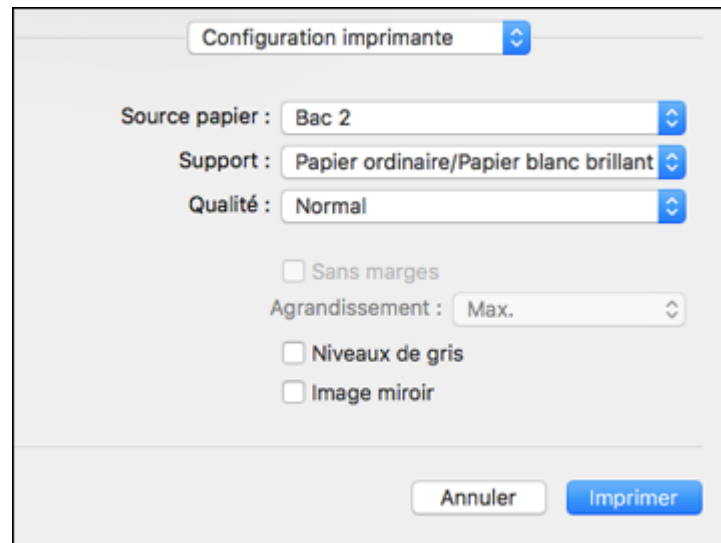 Configuration imprimante
Source papier : Bac 2
Support : Papier ordinaire/Papier blanc brillant
Qualité : Normal
Sans marges
Agrandissement : Max.
Niveaux de gris
Image miroir
Annuler Imprimer